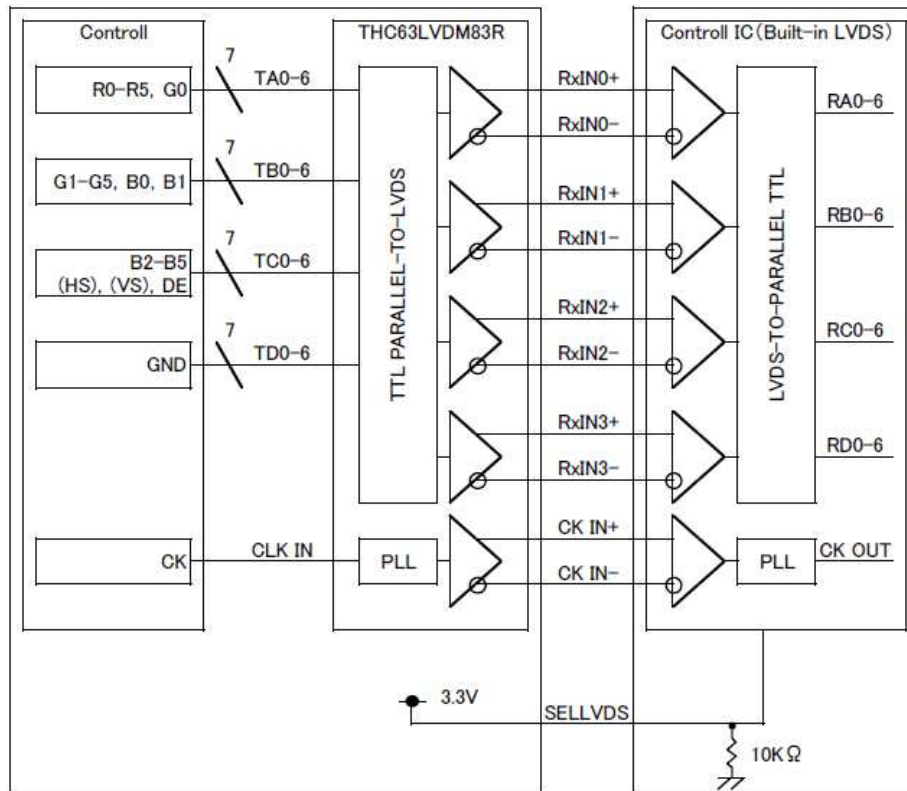 Controll
THC63LVDM83R
Controll IC(Built-in LVDS)
R0-R5, G0
7
TA0-6
RxIN0+
RxIN0-
RA0-6
G1-G5, B0, B1
7
TB0-6
RxIN1+
RxIN1-
RB0-6
B2-B5
(HS), (VS), DE
7
TC0-6
RxIN2+
RxIN2-
RC0-6
GND
7
TD0-6
RxIN3+
RxIN3-
RD0-6
TTL PARALLEL-TO-LVDS
LVDS-TO-PARALLEL TTL
CK
CLK IN
PLL
CK IN+
CK IN-
PLL
CK OUT
3.3V
SELLVDS
10KΩ